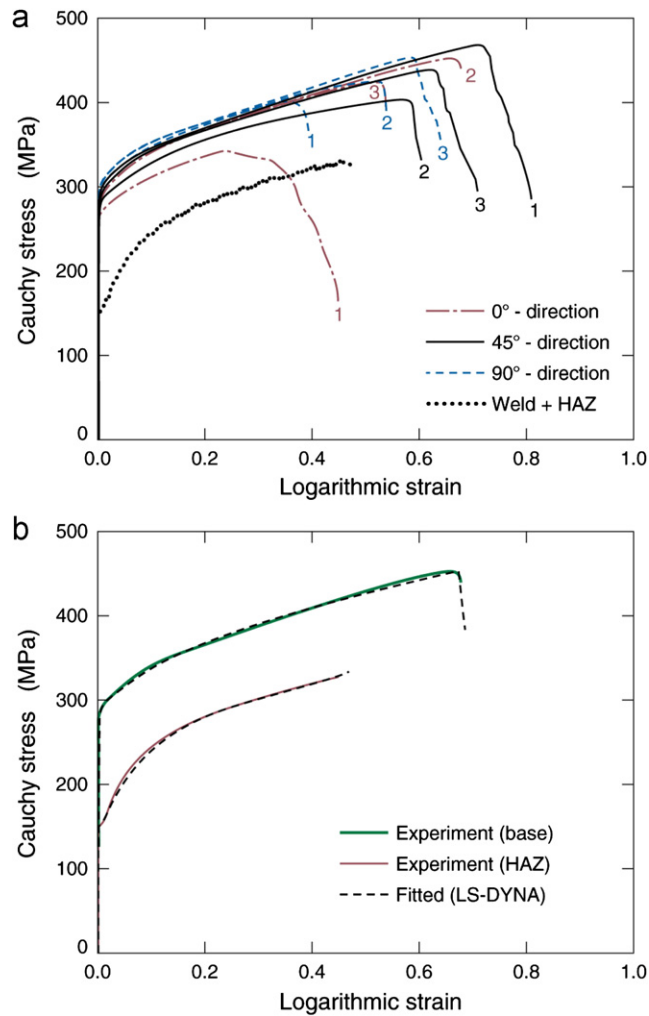 a
500
400
300
200
100
0
Cauchy stress (MPa)
3
2
1
2
3
2
3
1
1
0° - direction
45° - direction
90° - direction
Weld + HAZ
0.0 0.2 0.4 0.6 0.8 1.0
Logarithmic strain
b
500
400
300
200
100
0
Cauchy stress (MPa)
Experiment (base)
Experiment (HAZ)
Fitted (LS-DYNA)
0.0 0.2 0.4 0.6 0.8 1.0
Logarithmic strain